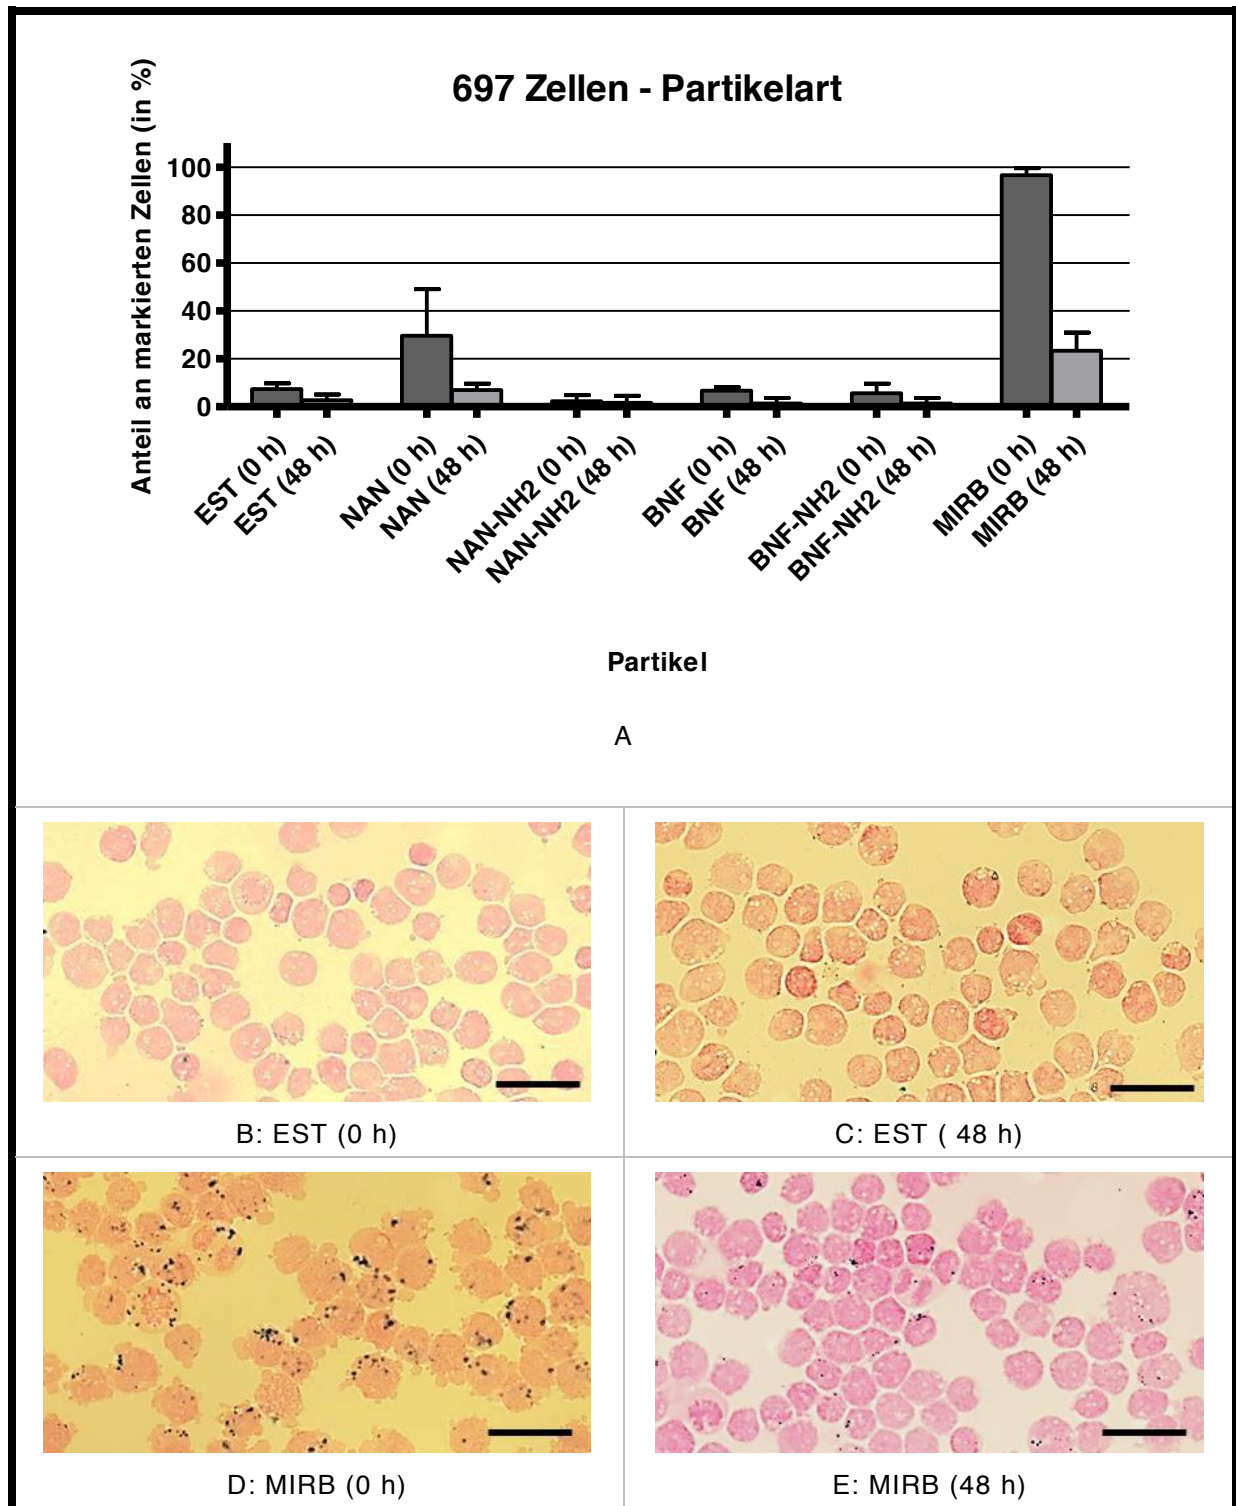 697 Zellen - Partikelart
Anteil an markierten Zellen (in %)
100
80
60
40
20
0
EST (0 h)
EST (48 h)
NAN (0 h)
NAN (48 h)
NAN-NH2 (0 h)
NAN-NH2 (48 h)
BNF (0 h)
BNF (48 h)
BNF-NH2 (0 h)
BNF-NH2 (48 h)
MIRB (0 h)
MIRB (48 h)
Partikel
A
B: EST (0 h)
C: EST ( 48 h)
D: MIRB (0 h)
E: MIRB (48 h)